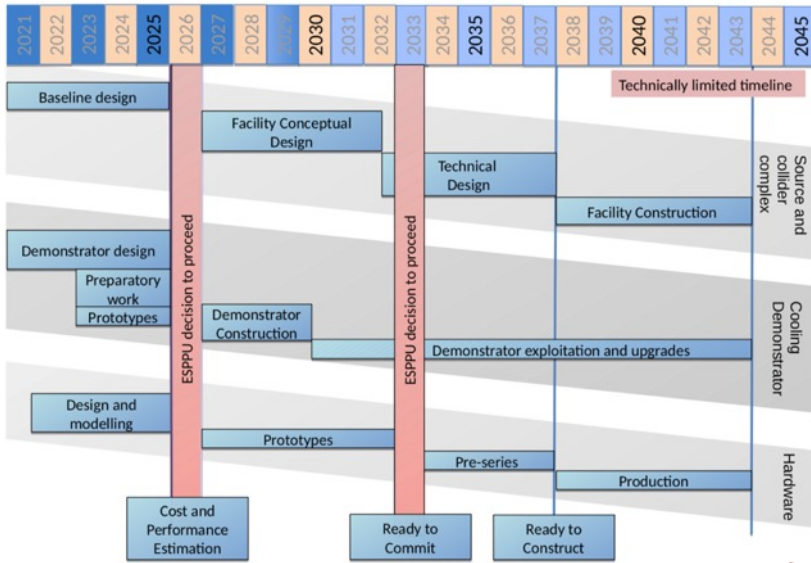 2021
2022
2023
2024
2025
2026
2027
2028
2029
2030
2031
2032
2033
2034
2035
2036
2037
2038
2039
2040
2041
2042
2043
2044
2045
Technically limited timeline
Baseline design
Facility Conceptual
Design
Technical
Design
Facility Construction
Source and
collider
complex
ESPPU decision to proceed
ESPPU decision to proceed
Demonstrator design
Preparatory
work
Prototypes
Demonstrator
Construction
Demonstrator exploitation and upgrades
Cooling
Demonstrator
Design and
modelling
Prototypes
Pre-series
Production
Hardware
Cost and
Performance
Estimation
Ready to
Commit
Ready to
Construct